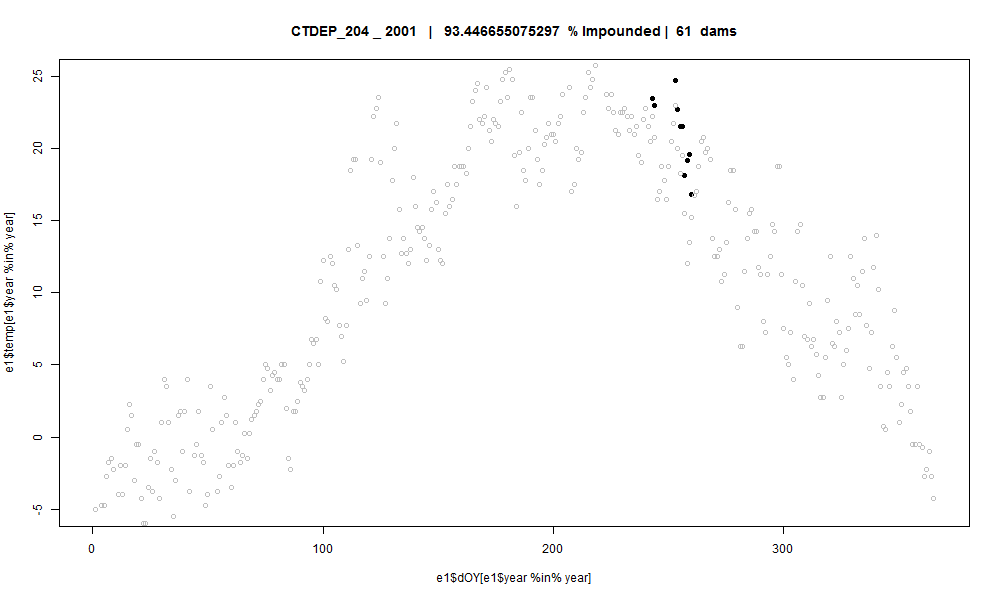 CTDEP_204 _ 2001 | 93.446655075297 % Impounded | 61 dams
25
20
15
10
5
0
-5
e1$temp[e1$year %in% year]
0 100 200 300
e1$dOY[e1$year %in% year]